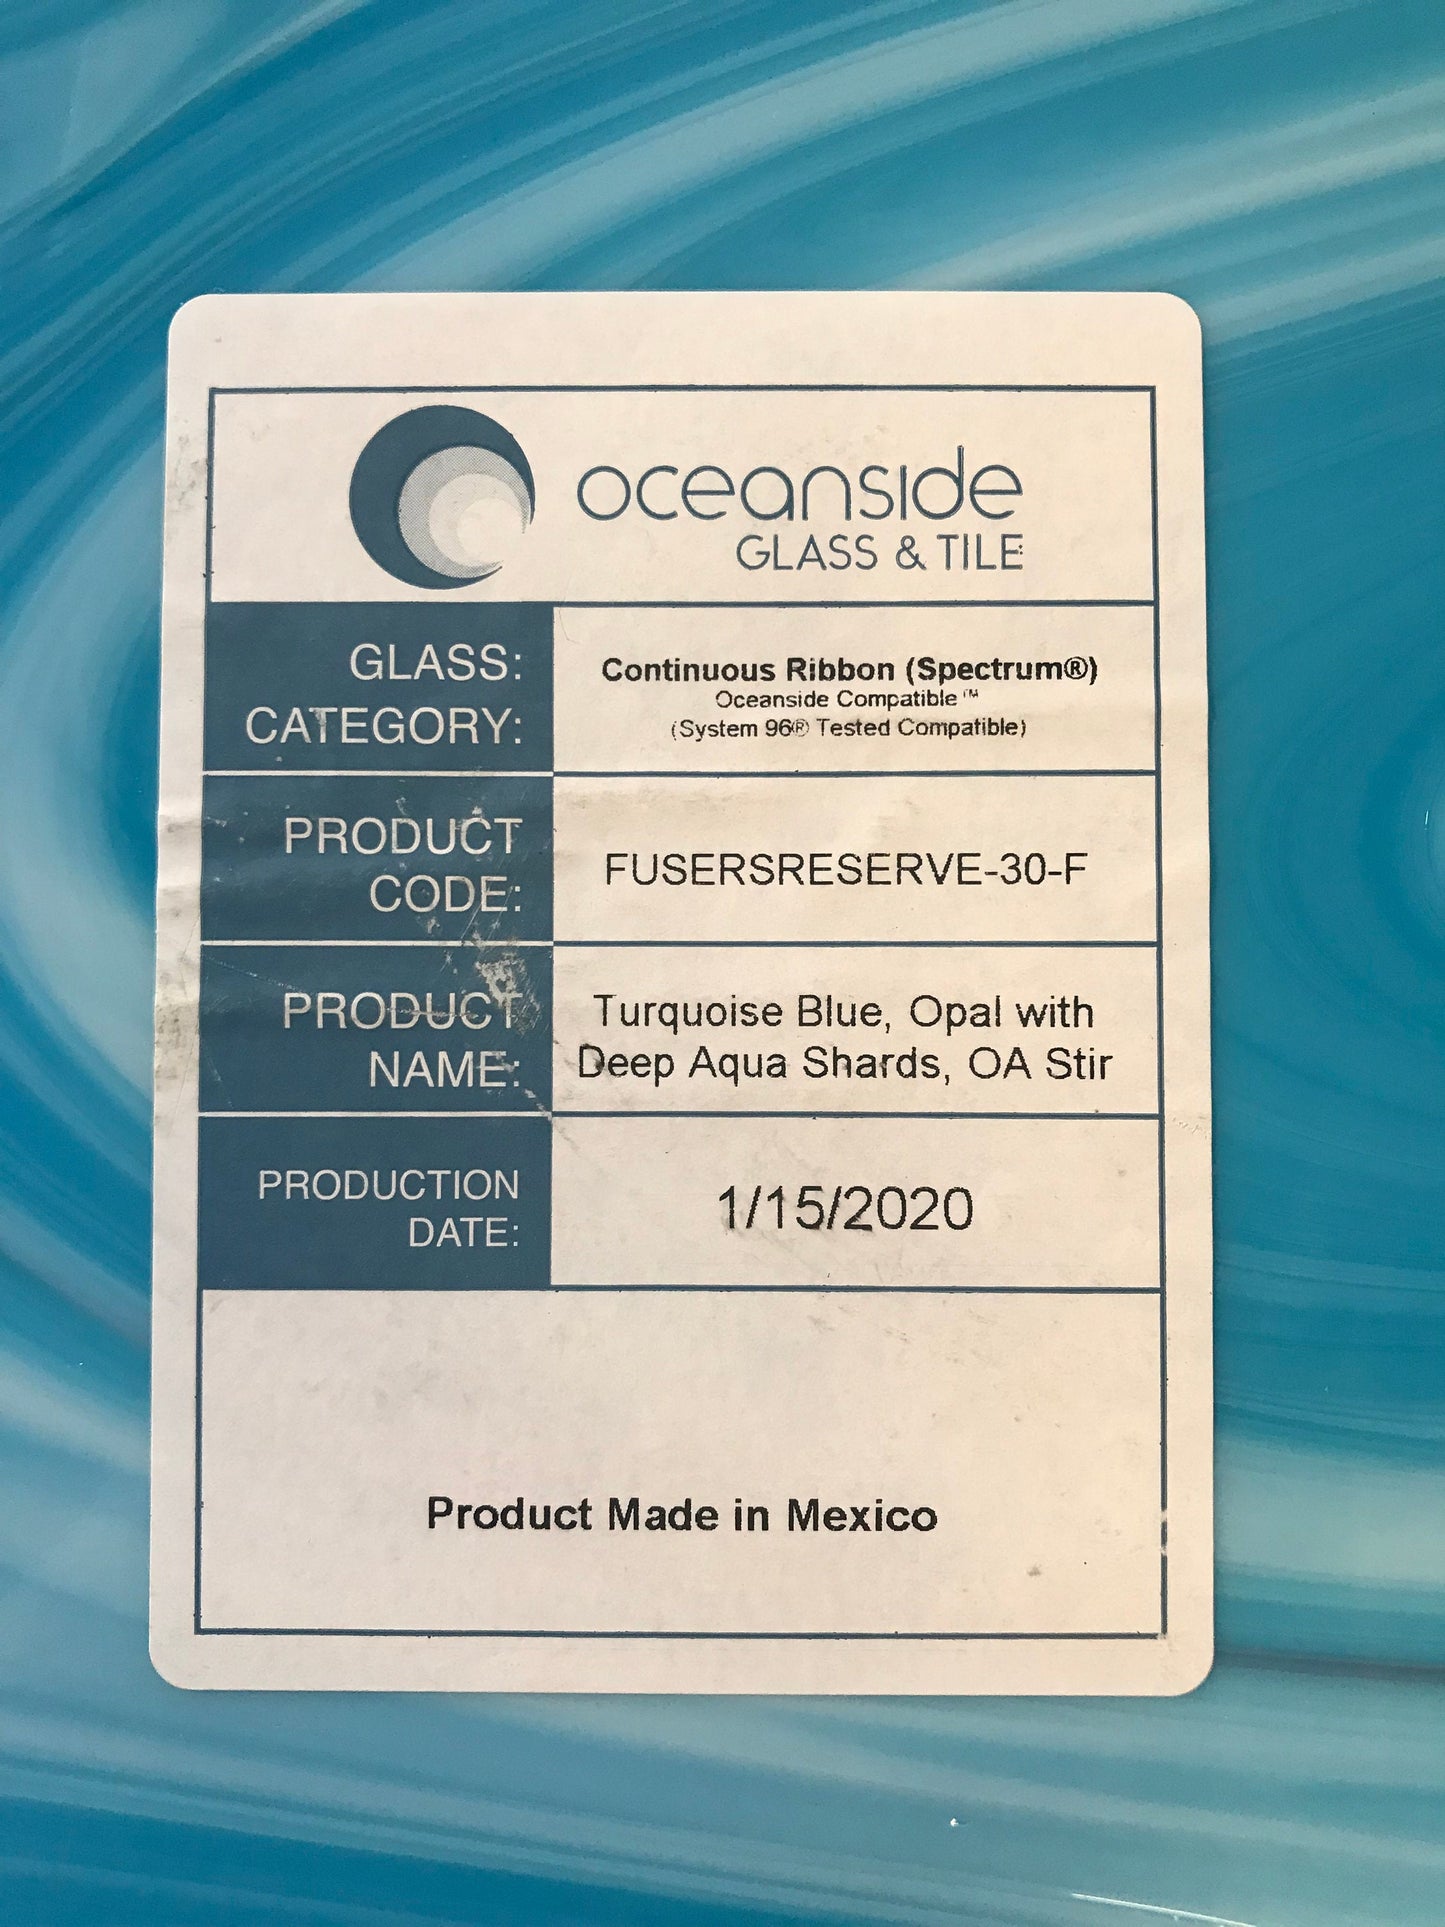 oceanside
GLASS & TILE
GLASS:
CATEGORY:
Continuous Ribbon (Spectrum®)
Oceanside Compatible™
(System 96® Tested Compatible)
PRODUCT
CODE:
FUSERSRESERVE-30-F
PRODUCT
NAME:
Turquoise Blue, Opal with
Deep Aqua Shards, OA Stir
PRODUCTION
DATE:
1/15/2020
Product Made in Mexico